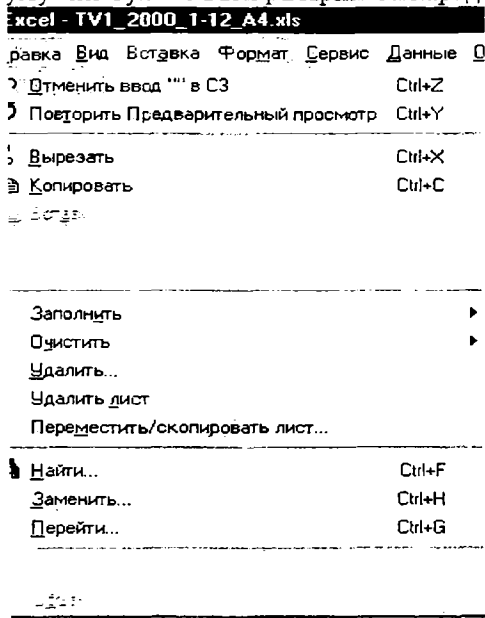 Excel - TV1_2000_1-12_A4.xls
равка Вид Вставка Формат Сервис Данные
Отменить ввод "" в C3 Ctrl+Z
Повторить Предварительный просмотр Ctrl+Y
Вырезать Ctrl+X
Копировать Ctrl+C
Заполнить
Очистить
Удалить...
Удалить лист
Переместить/скопировать лист...
Найти... Ctrl+F
Заменить... Ctrl+H
Перейти... Ctrl+G